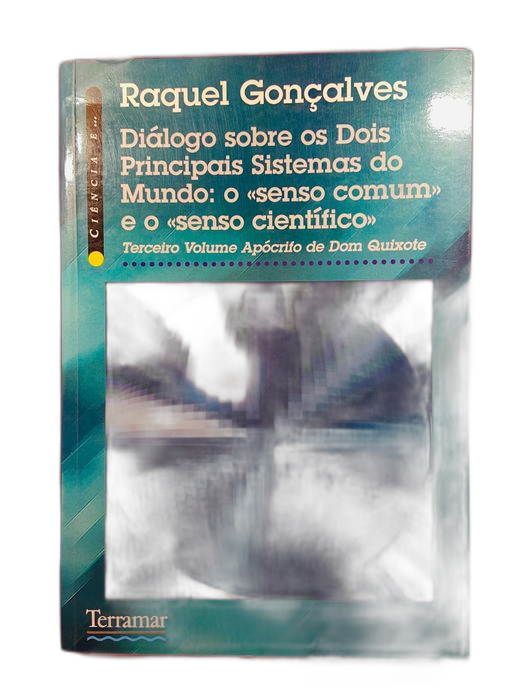 Raquel Gonçalves
Diálogo sobre os Dois
Principais Sistemas do
Mundo: o «senso comum»
e o «senso científico»
Terceiro Volume Apócrifo de Dom Quixote
CIÊNCIA E...
Terramar